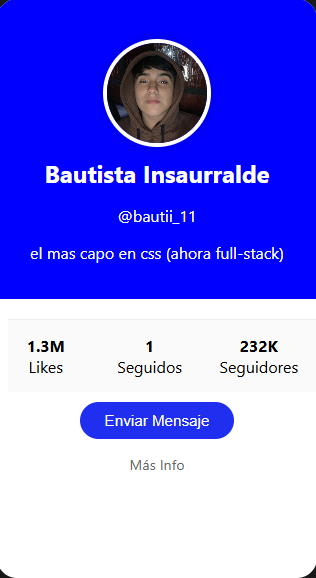 Bautista Insaurralde
@bautii_11
el mas capo en css (ahora full-stack)
1.3M 1 232K
Likes Seguidos Seguidores
Enviar Mensaje
Más Info